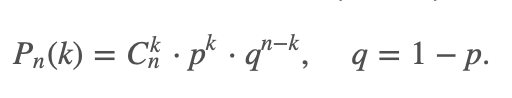 Pₙ(k) = Cₙᵏ · pᵏ · qⁿ⁻ᵏ, q = 1 − p.